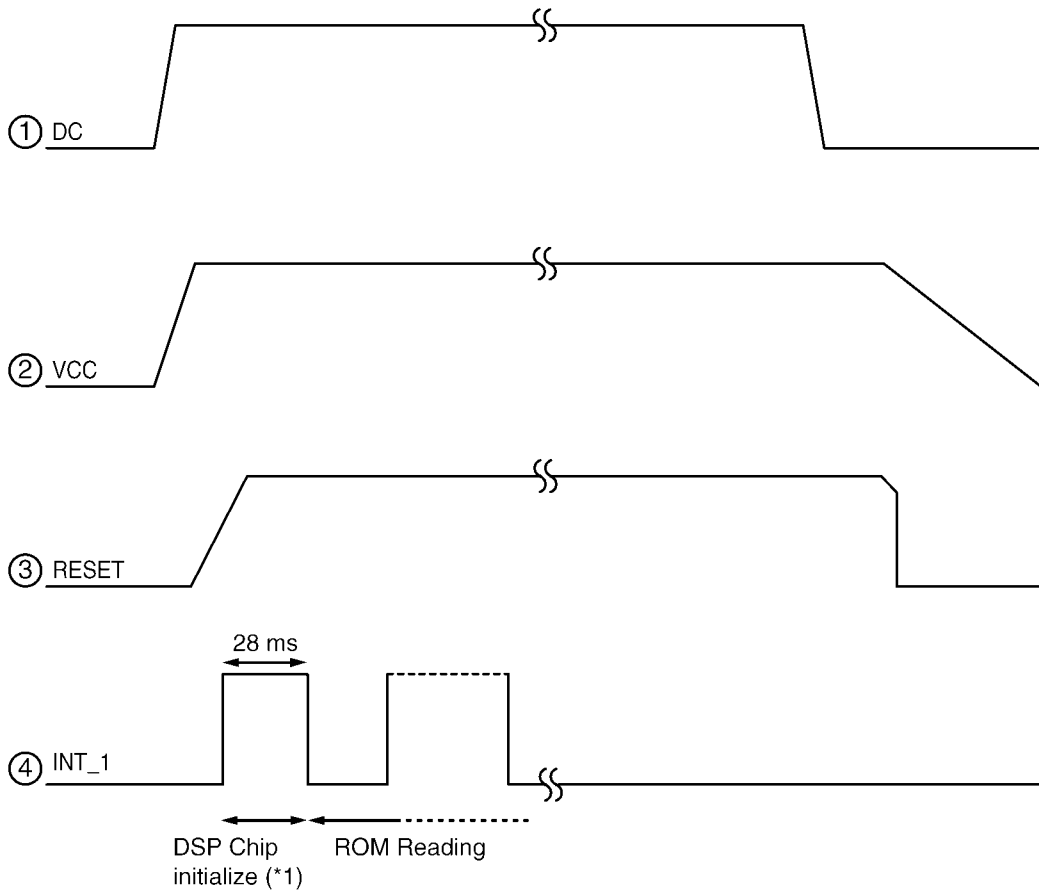 ① DC
② VCC
③ RESET
28 ms
④ INT_1
DSP Chip
initialize (*1)
ROM Reading